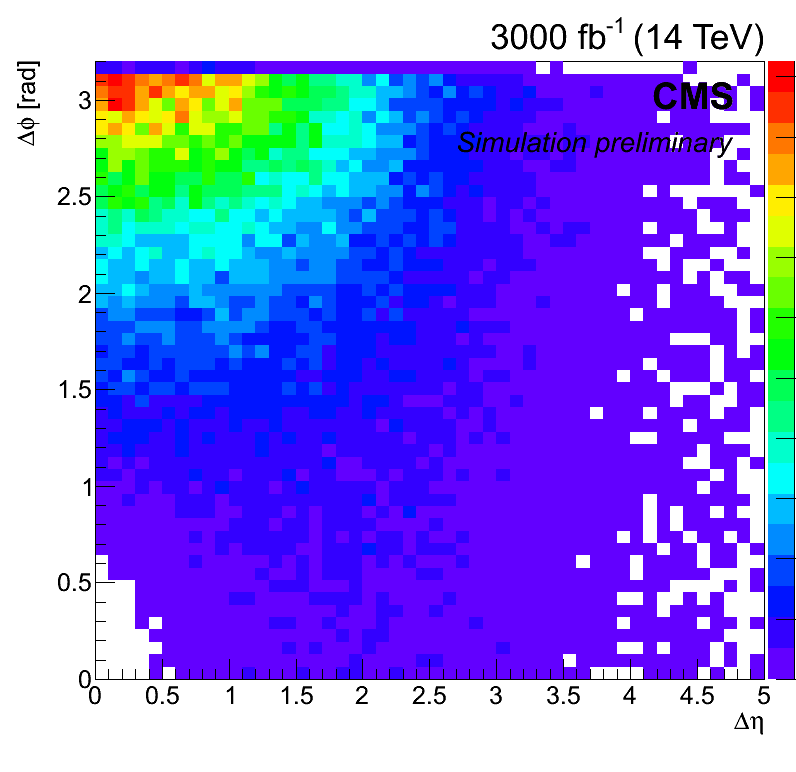 3000 fb-1 (14 TeV)
Δϕ [rad]
CMS
Simulation preliminary
3
2.5
2
1.5
1
0.5
0
0 0.5 1 1.5 2 2.5 3 3.5 4 4.5 5
Δη